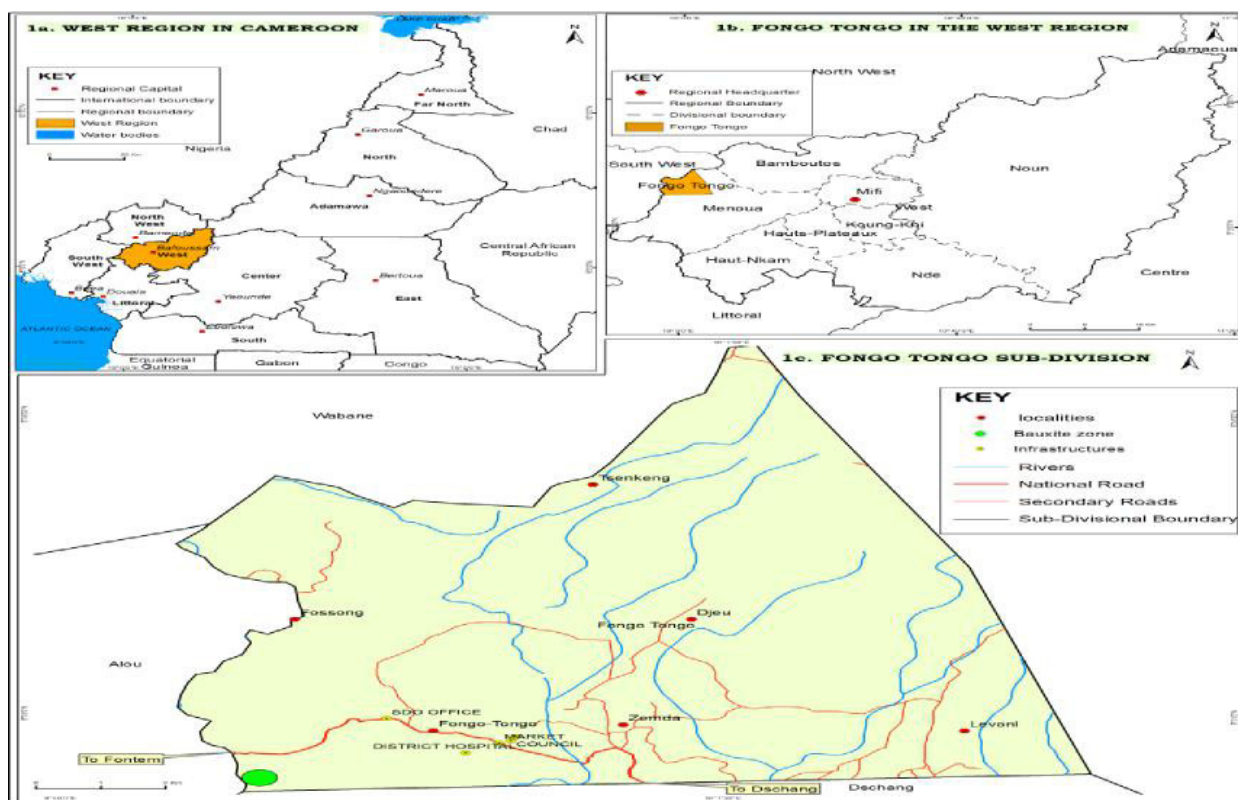 1a. WEST REGION IN CAMEROON
N
KEY
Regional Capital
International boundary
Regional boundary
West Region
Water bodies
Maroua
Far North
Chad
Garoua
Nigeria
North
Ngaoundere
Adamawa
North
West
Bamenda
Bafoussam
West
South
West
Central African
Republic
Center
Bertoua
Buea
Douala
Littoral
Yaounde
East
ATLANTIC OCEAN
Ebolowa
South
Equatorial
Guinea
Gabon
Congo
1b. FONGO TONGO IN THE WEST REGION
N
Adamaoua
KEY
Regional Headquarter
Regional Boundary
Divisional boundary
Fongo Tongo
North West
South West
Bamboutos
Noun
Fongo Tongo
Mifi
Menoua
West
Koung-Khi
Hauts-Plateaux
Haut-Nkam
Nde
Centre
Littoral
1c. FONGO TONGO SUB-DIVISION
N
KEY
localities
Bauxite zone
Infrastructures
Rivers
National Road
Secondary Roads
Sub-Divisional Boundary
Wabane
Tsenkeng
Fossong
Djeu
Fongo Tongo
Alou
SDO OFFICE
Fongo-Tongo
Zemda
Levani
MARKET
DISTRICT HOSPITAL
COUNCIL
To Fontem
To Dschang
Dschang